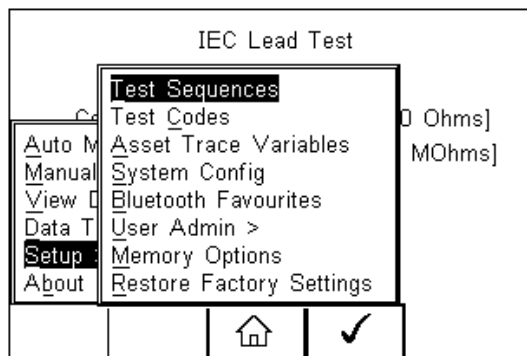 IEC Lead Test
Test Sequences
Test Codes
Asset Trace Variables
System Config
Bluetooth Favourites
User Admin >
Memory Options
Restore Factory Settings
Ohms]
MOhms]
Auto
Manual
View
Data
Setup
About